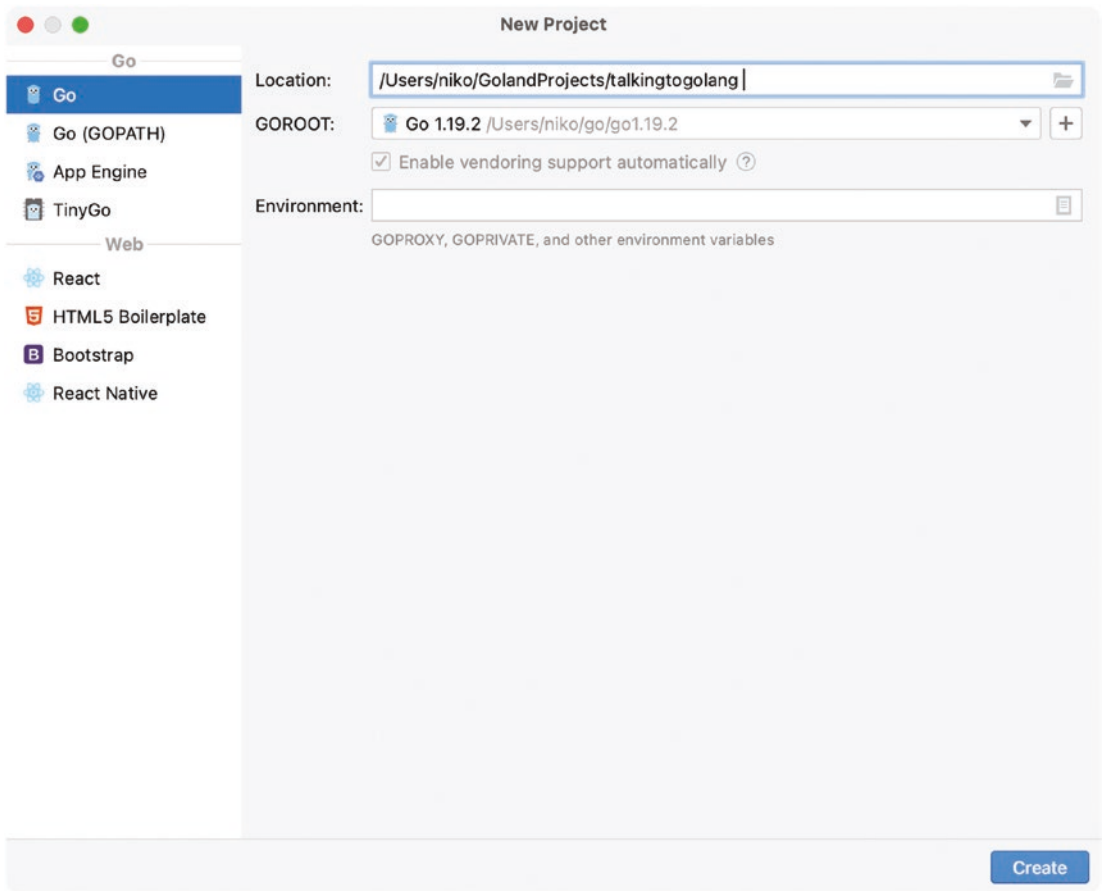 New Project
Go
Go
Go (GOPATH)
App Engine
TinyGo
Web
React
HTML5 Boilerplate
Bootstrap
React Native
Location: /Users/niko/GolandProjects/talkingtogolang
GOROOT: Go 1.19.2 /Users/niko/go/go1.19.2
Enable vendoring support automatically ?
Environment:
GOPROXY, GOPRIVATE, and other environment variables
Create